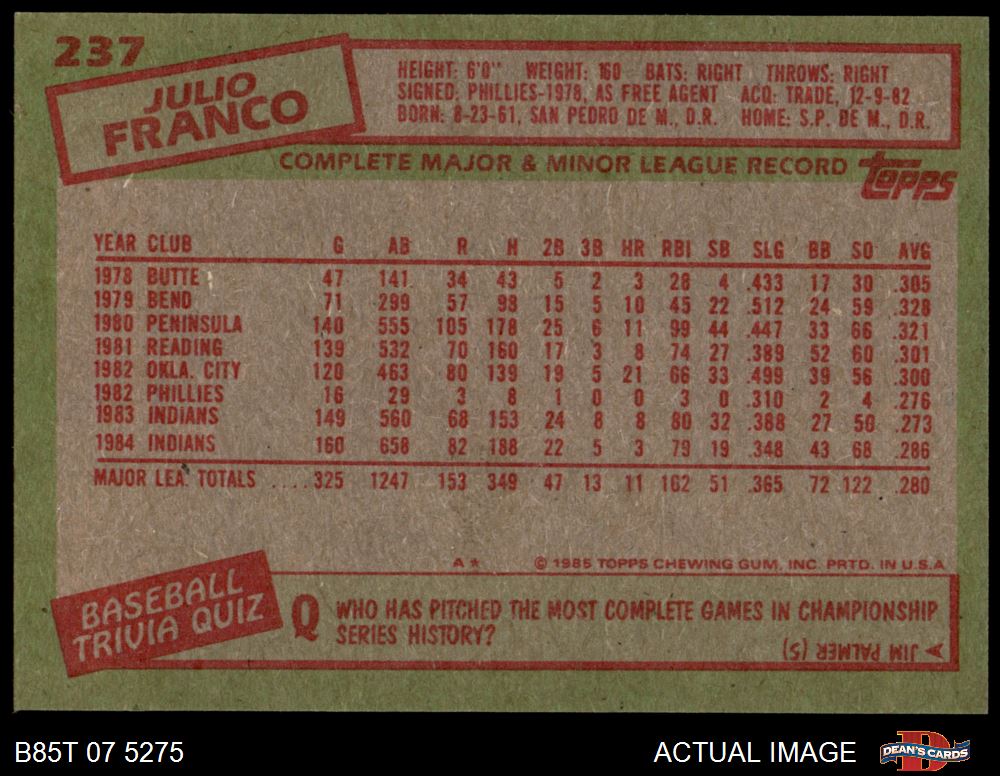 237
JULIO
FRANCO
HEIGHT: 6'0" WEIGHT: 160 BATS: RIGHT THROWS: RIGHT
SIGNED: PHILLIES-1978, AS FREE AGENT ACQ: TRADE, 12-9-82
BORN: 8-23-61, SAN PEDRO DE M., D.R. HOME: S.P. DE M., D.R.
COMPLETE MAJOR & MINOR LEAGUE RECORD
topps
YEAR CLUB G AB R H 2B 3B HR RBI SB SLG BB SO AVG
1978 BUTTE 47 141 34 43 5 2 3 28 4 .433 17 30 .305
1979 BEND 71 299 57 98 15 5 10 45 22 .512 24 59 .328
1980 PENINSULA 140 555 105 178 25 6 11 99 44 .447 33 66 .321
1981 READING 139 532 70 160 17 3 8 74 27 .389 52 60 .301
1982 OKLA. CITY 120 463 80 139 19 5 21 66 33 .499 39 56 .300
1982 PHILLIES 16 29 3 8 1 0 0 3 0 .310 2 4 .276
1983 INDIANS 149 560 68 153 24 8 8 80 32 .388 27 50 .273
1984 INDIANS 160 658 82 188 22 5 3 79 19 .348 43 68 .286
MAJOR LEA. TOTALS .... 325 1247 153 349 47 13 11 162 51 .365 72 122 .280
A* © 1985 TOPPS CHEWING GUM, INC. PRTD. IN U.S.A
BASEBALL
TRIVIA QUIZ
Q WHO HAS PITCHED THE MOST COMPLETE GAMES IN CHAMPIONSHIP
SERIES HISTORY?
A JIM PALMER (5)
B85T 07 5275
ACTUAL IMAGE
D
DEAN'S CARDS